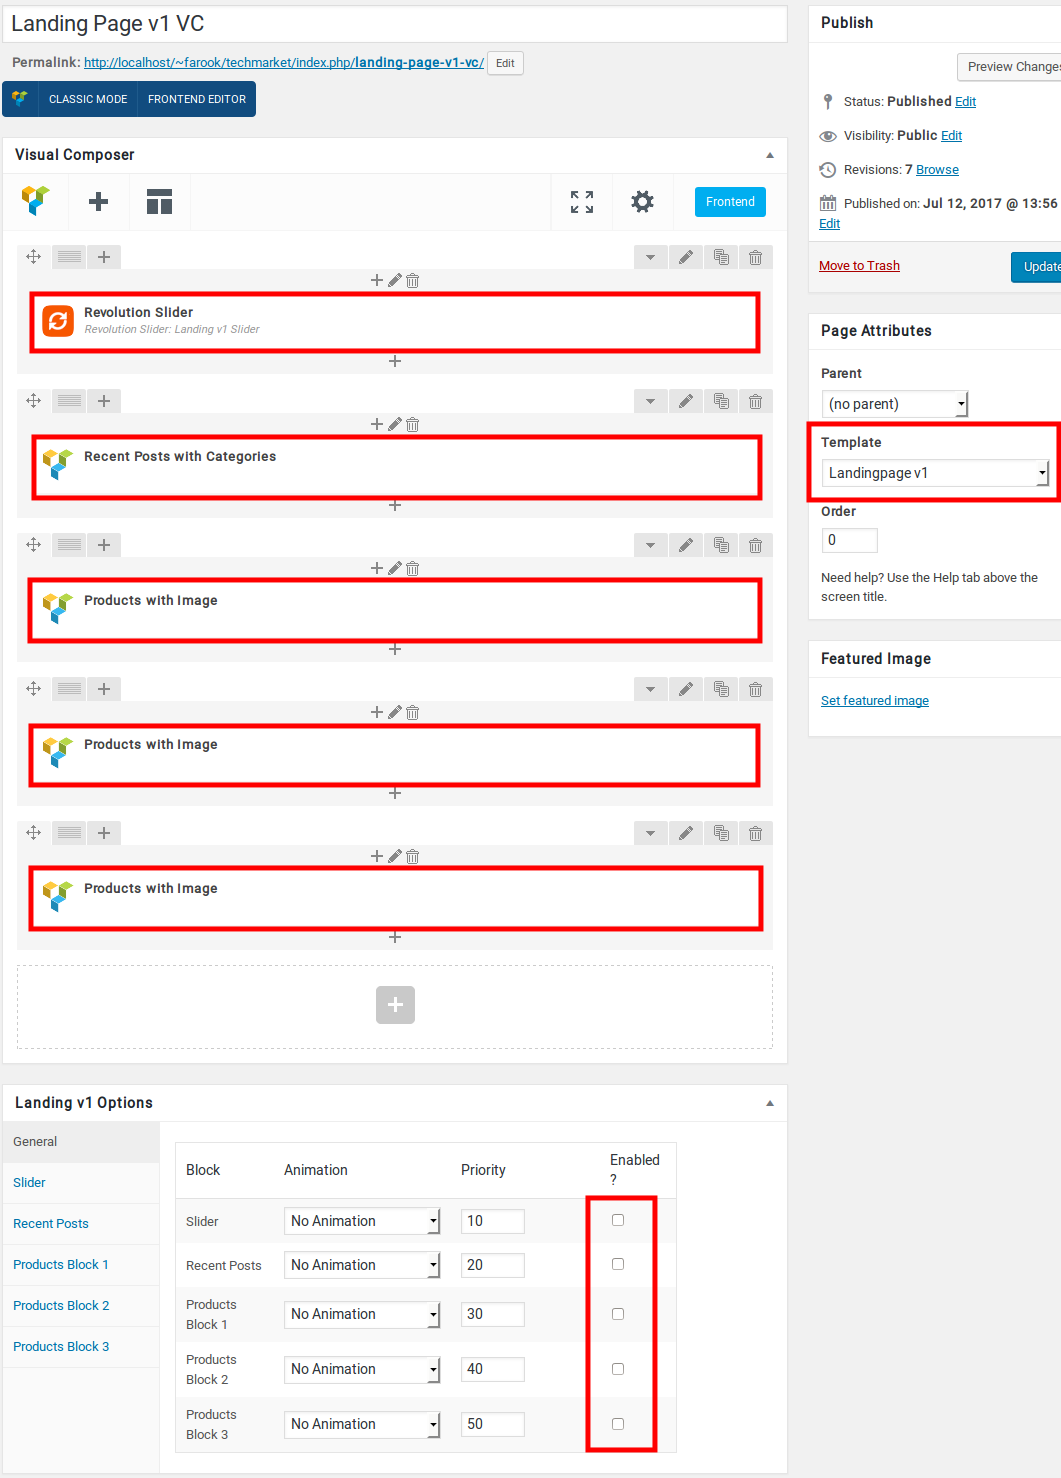 Landing Page v1 VC
Permalink: http://localhost/~farook/techmarket/index.php/landing-page-v1-vc/ Edit
CLASSIC MODE FRONTEND EDITOR
Visual Composer
Frontend
Revolution Slider
Revolution Slider: Landing v1 Slider
Recent Posts with Categories
Products with Image
Products with Image
Products with Image
Landing v1 Options
General
Slider
Recent Posts
Products Block 1
Products Block 2
Products Block 3
Block Animation Priority Enabled
?
Slider No Animation 10
Recent Posts No Animation 20
Products
Block 1 No Animation 30
Products
Block 2 No Animation 40
Products
Block 3 No Animation 50
Publish
Preview Changes
Status: Published Edit
Visibility: Public Edit
Revisions: 7 Browse
Published on: Jul 12, 2017 @ 13:56
Edit
Move to Trash Update
Page Attributes
Parent
(no parent)
Template
Landingpage v1
Order
0
Need help? Use the Help tab above the
screen title.
Featured Image
Set featured image